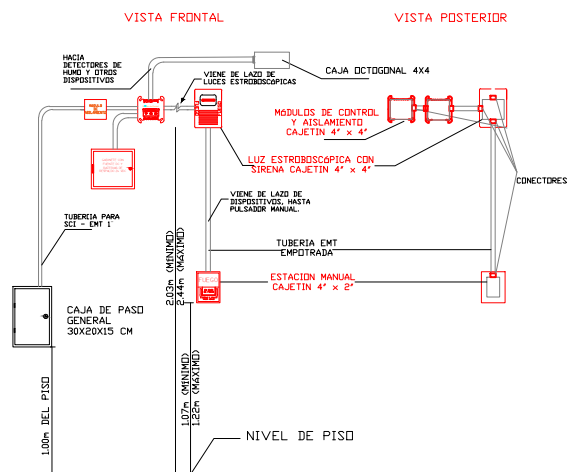 VISTA FRONTAL
VISTA POSTERIOR
HACIA
DETECTORES DE
HUMO Y OTROS
DISPOSITIVOS
VIENE DE LAZO DE
LUCES ESTROBOSCóPICAS
CAJA OCTOGONAL 4X4
MóDULOS DE CONTROL
Y AISLAMIENTO
CAJETIN 4" x 4"
LUZ ESTROBOSCóPICA CON
SIRENA CAJETIN 4" x 4"
CONECTORES
VIENE DE LAZO DE
DISPOSITIVOS, HASTA
PULSADOR MANUAL.
TUBERIA PARA
SCI - EMT 1"
TUBERIA EMT
EMPOTRADA
2.03m (MíNIMO)
2.44m (MáXIMO)
FUEGO
ESTACION MANUAL
CAJETIN 4" x 2"
CAJA DE PASO
GENERAL
30X20X15 CM
1.07m (MINIMO)
1.22m (MáXIMO)
1.00m DEL PISO
NIVEL DE PISO